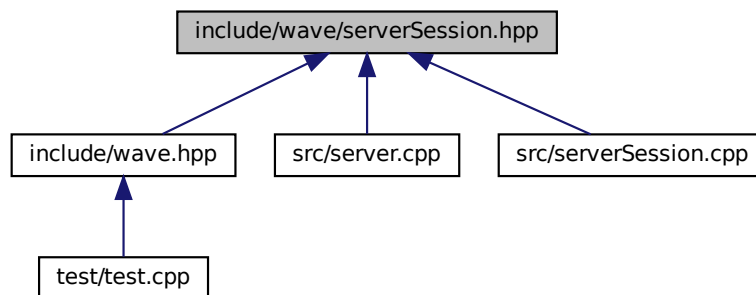 include/wave/serverSession.hpp
include/wave.hpp
src/server.cpp
src/serverSession.cpp
test/test.cpp